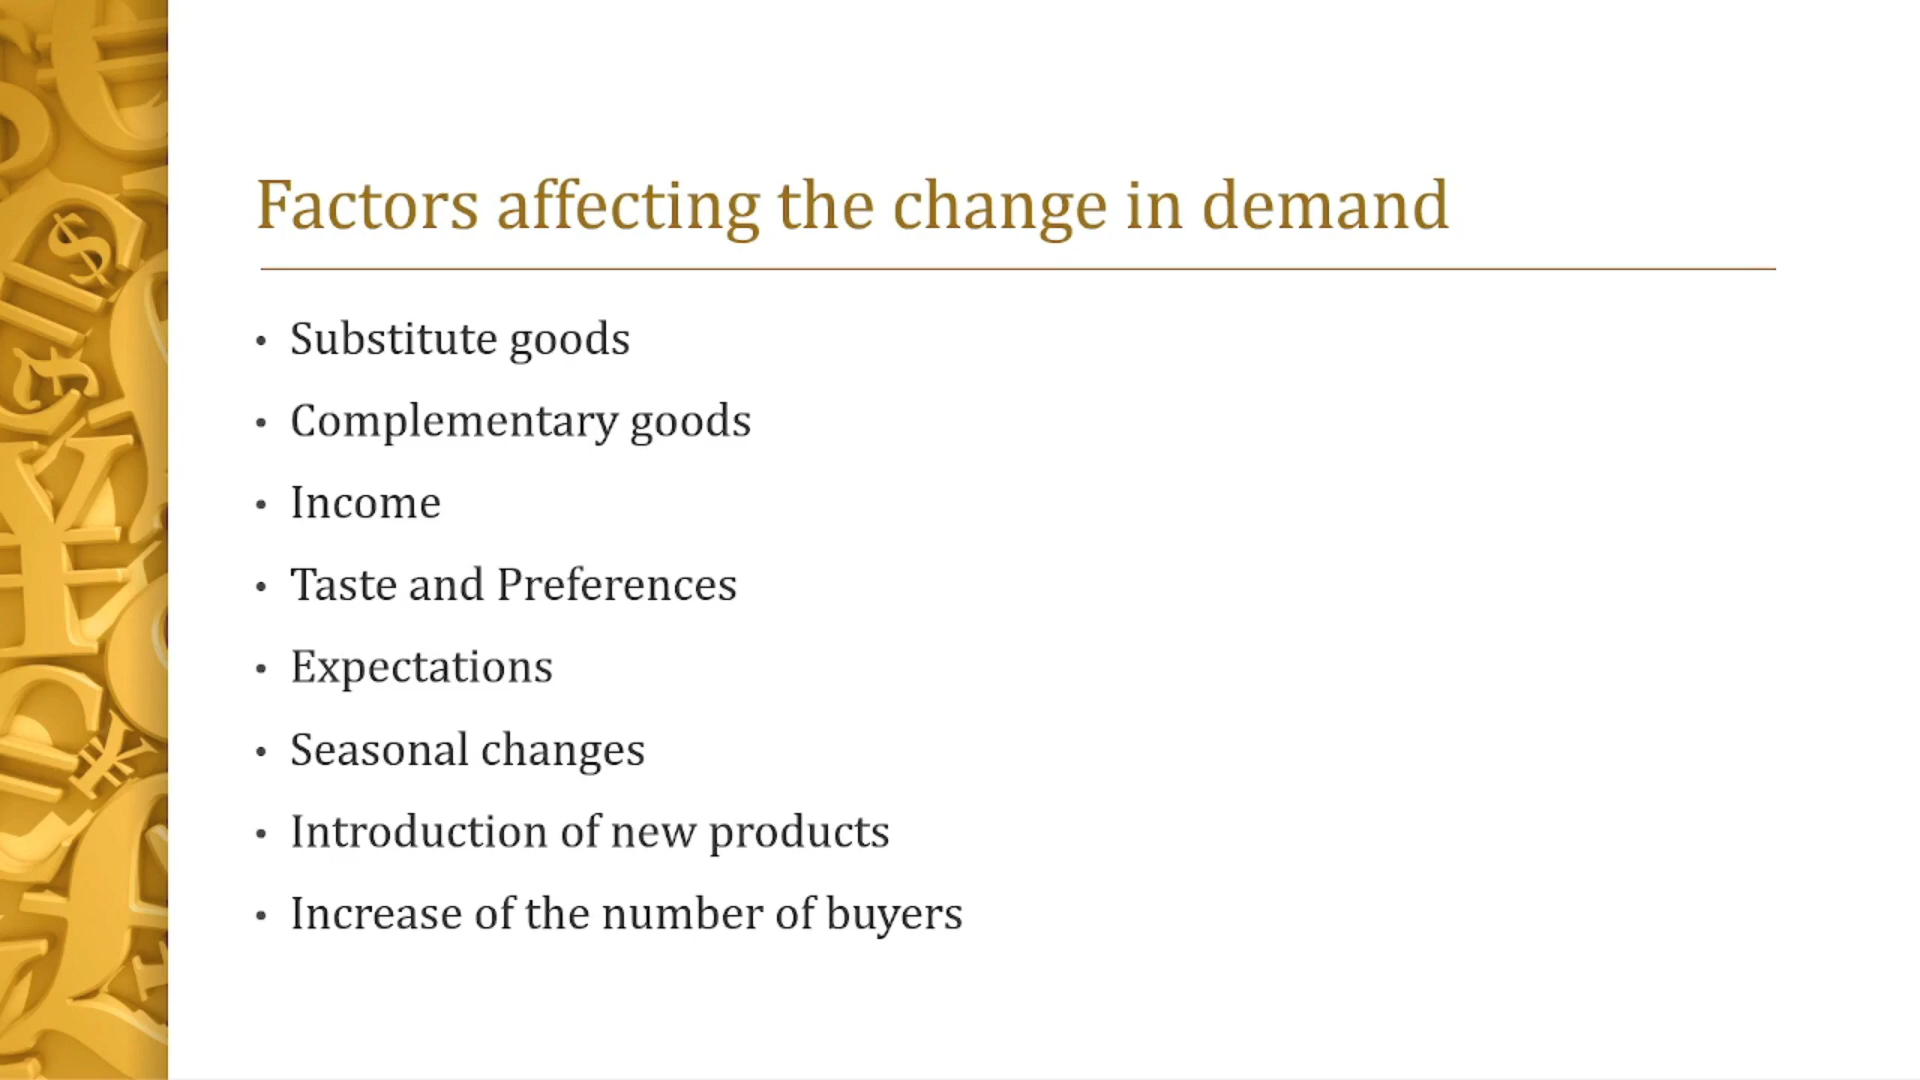 Factors affecting the change in demand
• Substitute goods
• Complementary goods
• Income
• Taste and Preferences
• Expectations
• Seasonal changes
• Introduction of new products
• Increase of the number of buyers